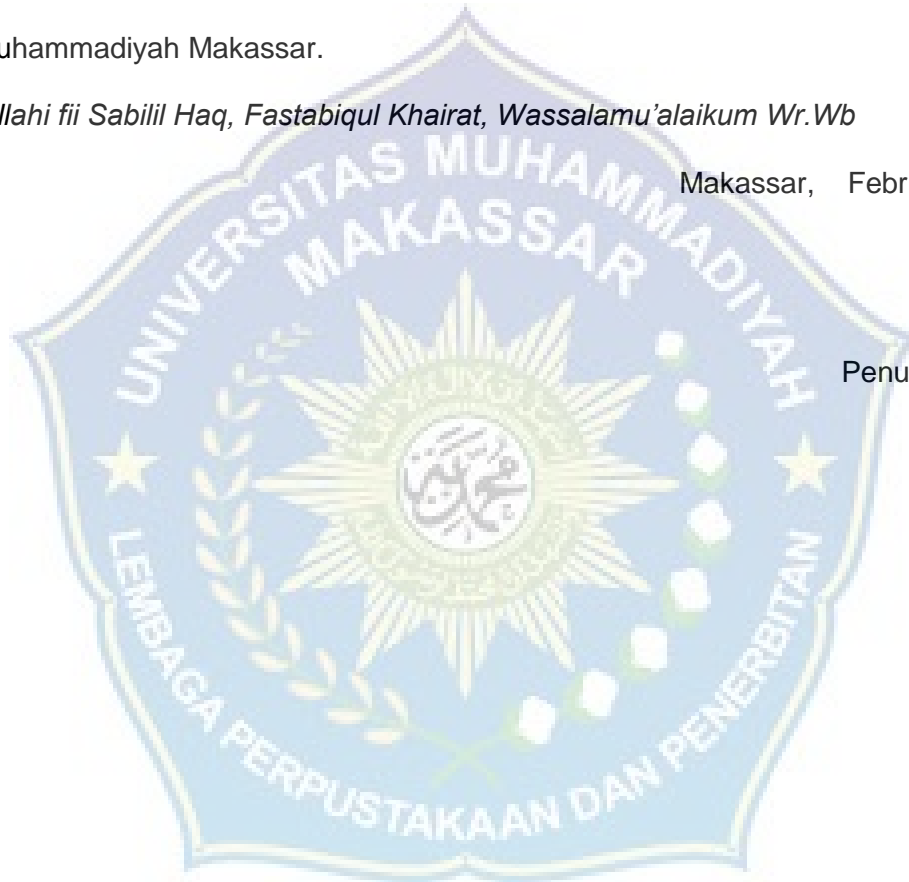 uhammadiyah Makassar.
llahi fii Sabilil Haq, Fastabiqul Khairat, Wassalamu’alaikum Wr.Wb
Makassar, Febr
Penu
UNIVERSITAS MUHAMMADIYAH
MAKASSAR
LEMBAGA PERPUSTAKAAN DAN PENERBITAN